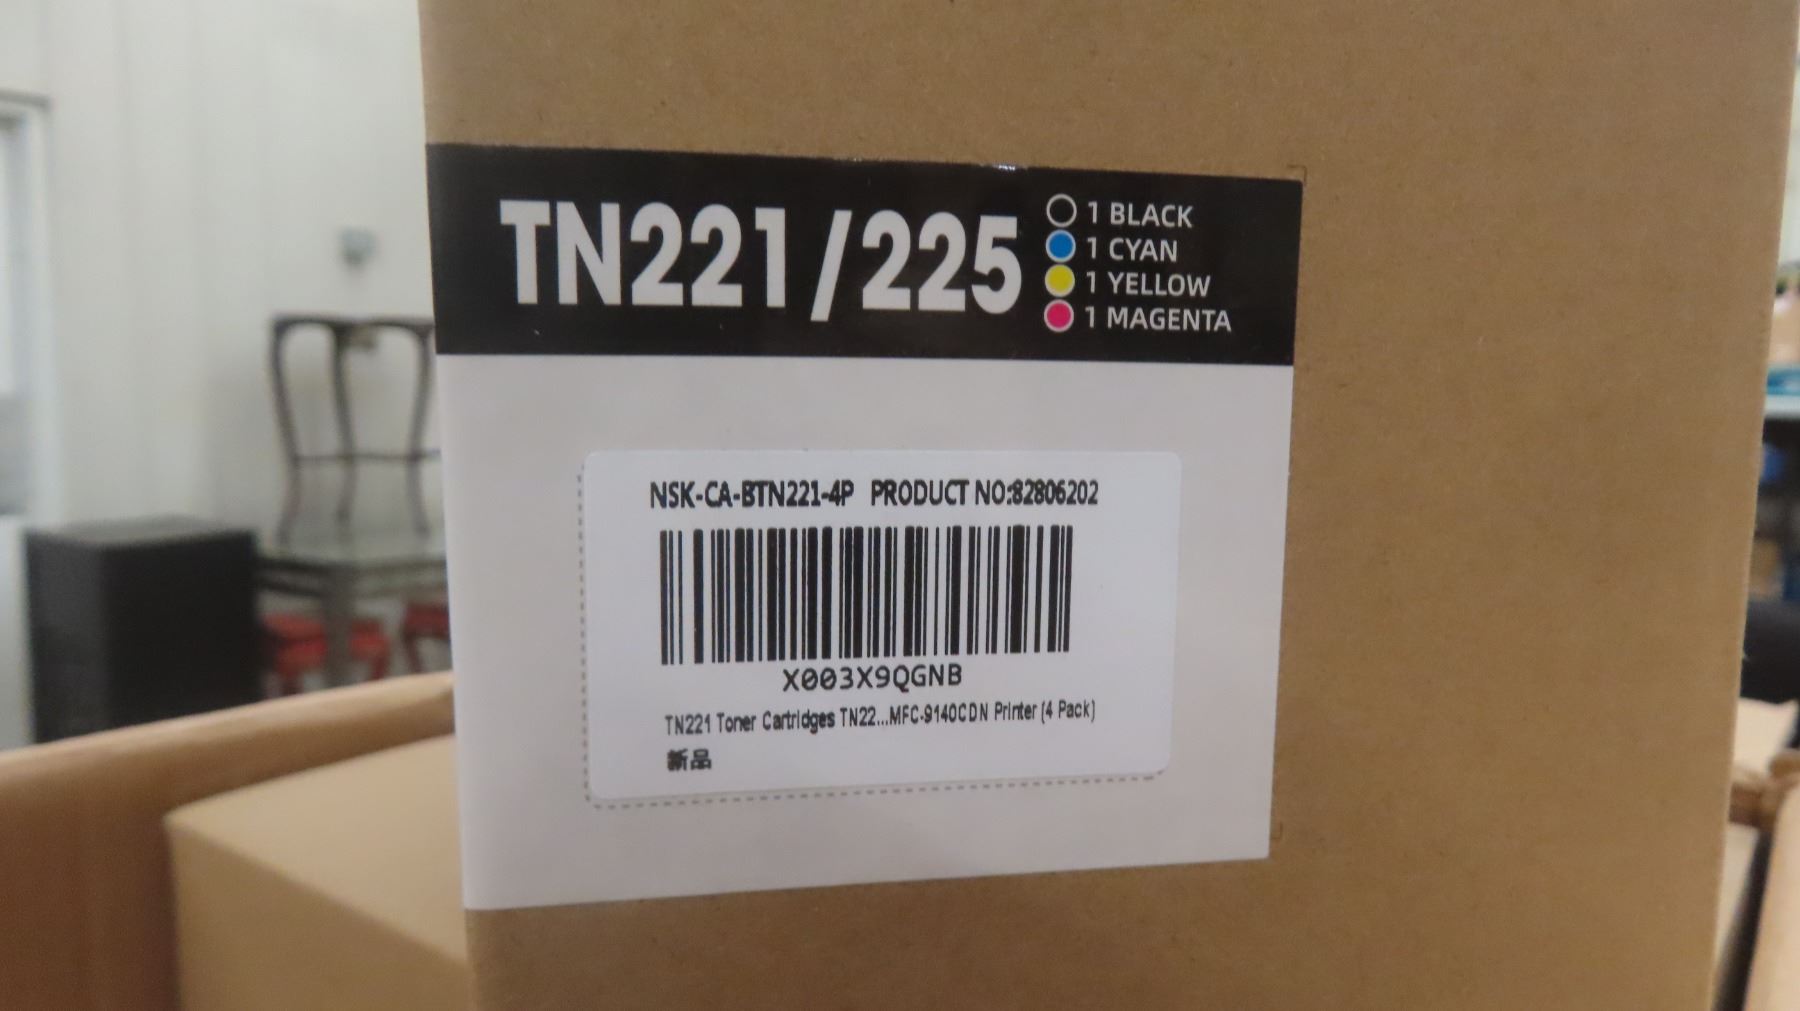 TN221/225
1 BLACK
1 CYAN
1 YELLOW
1 MAGENTA
NSK-CA-BTN221-4P PRODUCT NO:82806202
X003X9QGNB
TN221 Toner Cartridges TN22...MFC-9140CDN Printer (4 Pack)
新品